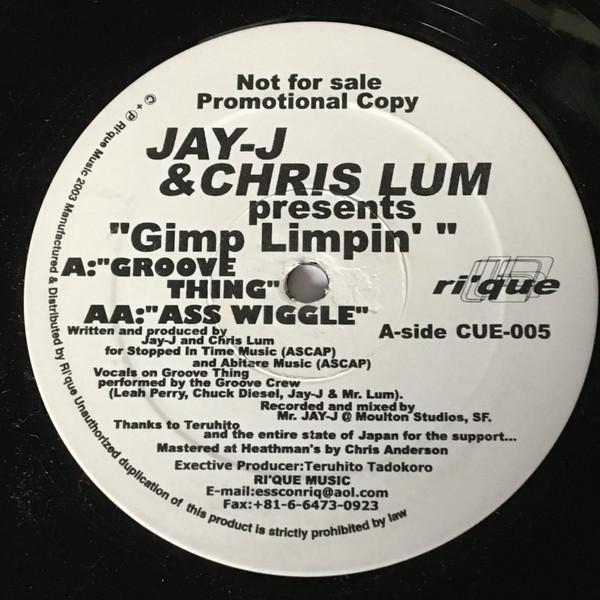 Not for sale
Promotional Copy
JAY-J
& CHRIS LUM
presents
"Gimp Limpin' "
A:"GROOVE
THING"
AA:"ASS WIGGLE"
ri'que
A-side CUE-005
Written and produced by
Jay-J and Chris Lum
for Stopped In Time Music (ASCAP)
and Abitare Music (ASCAP)
Vocals on Groove Thing
performed by the Groove Crew
(Leah Perry, Chuck Diesel, Jay-J & Mr. Lum).
Recorded and mixed by
Mr. JAY-J @ Moulton Studios, SF.
Thanks to Teruhito
and the entire state of Japan for the support...
Mastered at Heathman's by Chris Anderson
Exective Producer:Teruhito Tadokoro
RI'QUE MUSIC
E-mail:essconriq@aol.com
Fax:+81-6-6473-0923
© + ℗ Ri'que Music 2003 Manufactured & Distributed by Ri'que Unauthorized duplication of this product is strictly prohibited by law